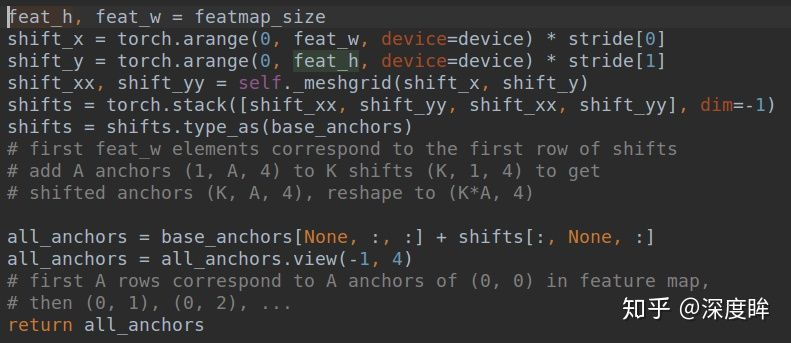 feat_h, feat_w = featmap_size
shift_x = torch.arange(0, feat_w, device=device) * stride[0]
shift_y = torch.arange(0, feat_h, device=device) * stride[1]
shift_xx, shift_yy = self._meshgrid(shift_x, shift_y)
shifts = torch.stack([shift_xx, shift_yy, shift_xx, shift_yy], dim=-1)
shifts = shifts.type_as(base_anchors)
# first feat_w elements correspond to the first row of shifts
# add A anchors (1, A, 4) to K shifts (K, 1, 4) to get
# shifted anchors (K, A, 4), reshape to (K*A, 4)
all_anchors = base_anchors[None, :, :] + shifts[:, None, :]
all_anchors = all_anchors.view(-1, 4)
# first A rows correspond to A anchors of (0, 0) in feature map,
# then (0, 1), (0, 2), ...
return all_anchors
知乎 @深度眸